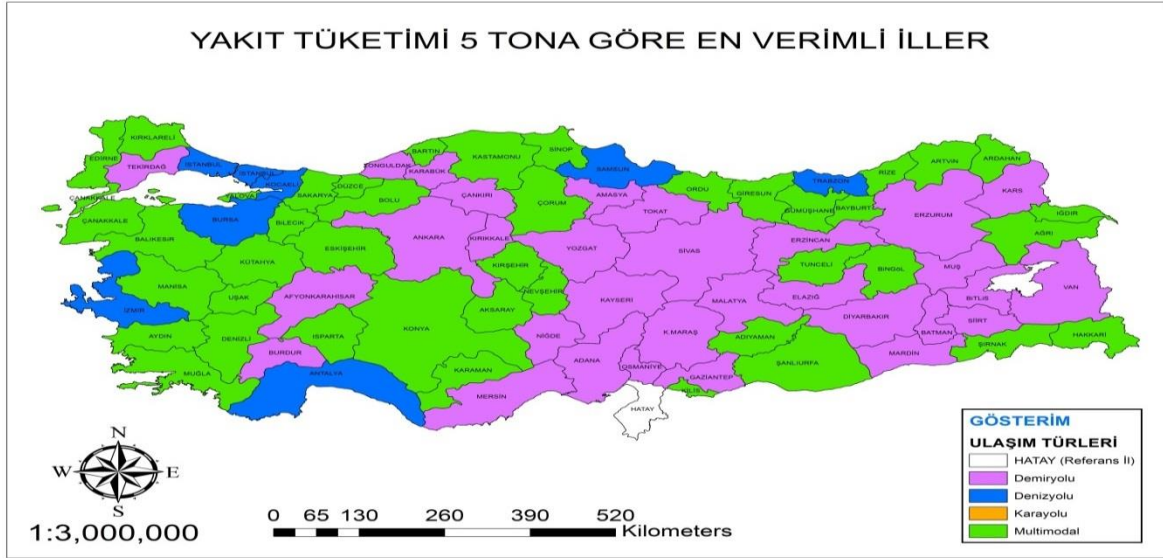 YAKIT TÜKETİMİ 5 TONA GÖRE EN VERİMLİ İLLER
KIRKLARELİ
EDİRNE
TEKİRDAĞ
İSTANBUL
İSTANBUL
KOCAELİ
YALOVA
SAKARYA
DÜZCE
ZONGULDAK
BARTIN
KARABÜK
KASTAMONU
SİNOP
SAMSUN
ORDU
GİRESUN
TRABZON
RİZE
ARTVİN
ARDAHAN
KARS
ÇANAKKALE
ÇANAKKALE
BALIKESİR
BURSA
BİLECİK
BOLU
ÇANKIRI
ÇORUM
AMASYA
TOKAT
GÜMÜŞHANE
BAYBURT
ERZURUM
IĞDIR
AĞRI
ESKİŞEHİR
KÜTAHYA
ANKARA
KIRIKKALE
YOZGAT
SİVAS
ERZİNCAN
TUNCELİ
BİNGÖL
MUŞ
VAN
MANİSA
İZMİR
UŞAK
AFYONKARAHİSAR
KIRŞEHİR
NEVŞEHİR
AKSARAY
KAYSERİ
MALATYA
ELAZIĞ
DİYARBAKIR
BİTLİS
SİİRT
BATMAN
HAKKARİ
ŞIRNAK
MARDİN
AYDIN
DENİZLİ
ISPARTA
BURDUR
KONYA
NİĞDE
K.MARAŞ
ADIYAMAN
ŞANLIURFA
MUĞLA
ANTALYA
KARAMAN
MERSİN
ADANA
OSMANİYE
GAZİANTEP
KİLİS
HATAY
N
W E
S
1:3,000,000
0 65 130 260 390 520
Kilometers
GÖSTERİM
ULAŞIM TÜRLERİ
HATAY (Referans İl)
Demiryolu
Denizyolu
Karayolu
Multimodal